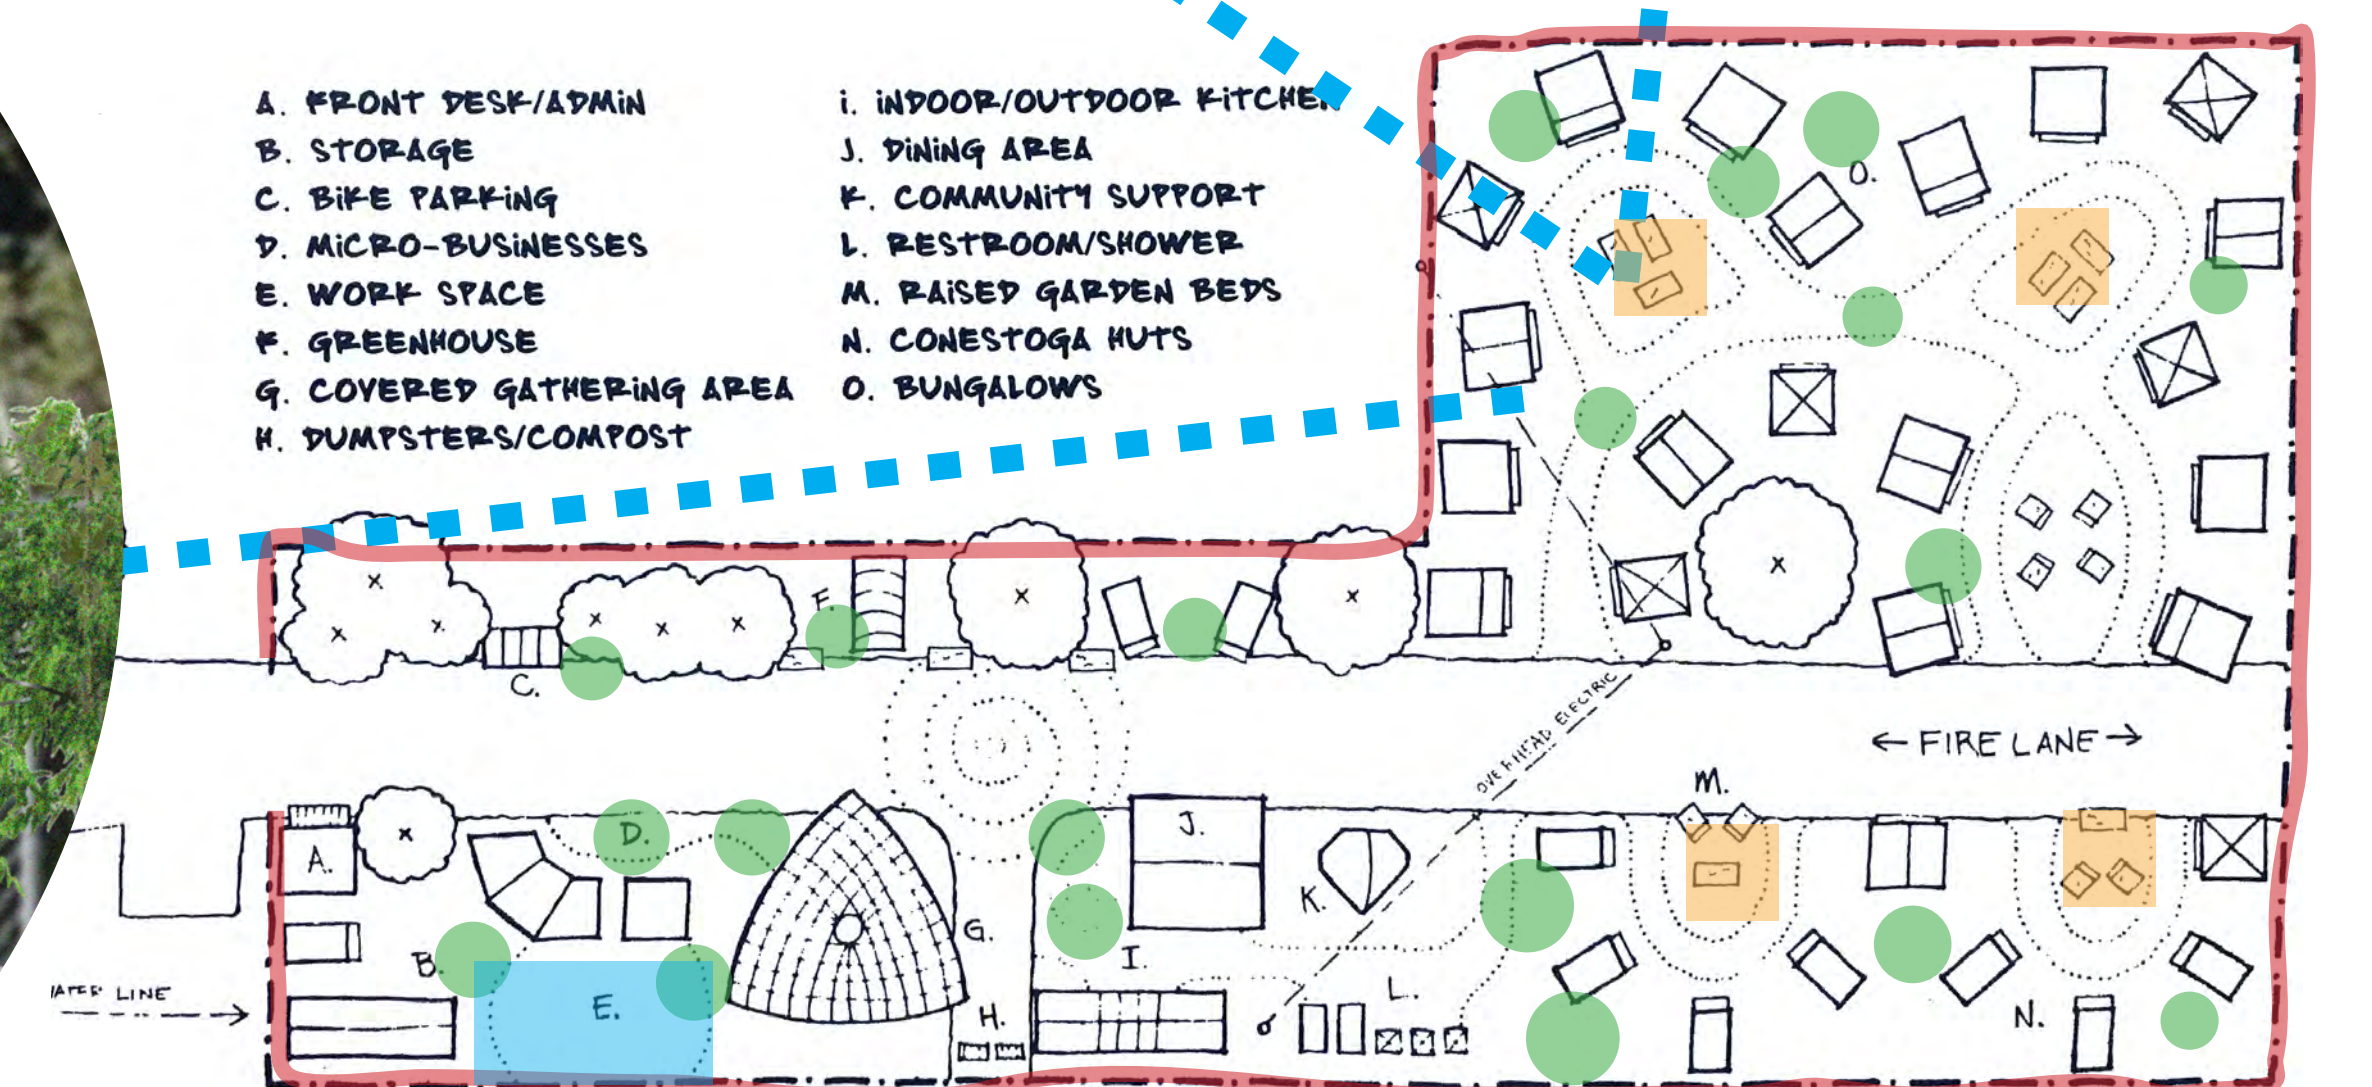 A. FRONT DESK/ADMiN
B. STORAGE
C. BiKE PARKiNG
D. MiCRO-BUSiNESSES
E. WORK SPACE
F. GREENHOUSE
G. COVERED GATHERiNG AREA
H. DUMPSTERS/COMPOST
i. iNDOOR/OUTDOOR KiTCHEN
J. DiNiNG AREA
K. COMMUNiTY SUPPORT
L. RESTROOM/SHOWER
M. RAiSED GARDEN BEDS
N. CONESTOGA HUTS
O. BUNGALOWS
O.
F.
C.
OVERHEAD ELECTRIC
← FIRE LANE →
M.
D.
J.
A.
K.
G.
B.
I.
L.
E.
H.
N.
WATER LINE